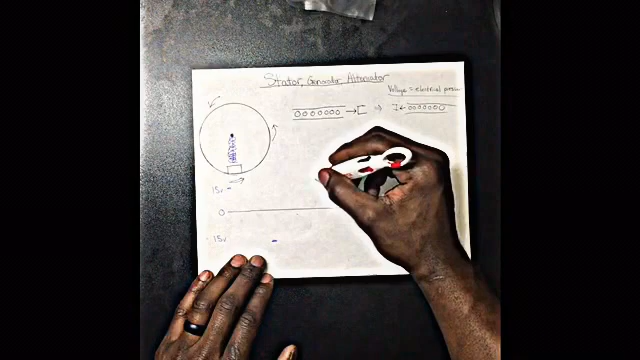 Stator, Generator, Alternator
Voltage = electrical pressure
15v
0
15v